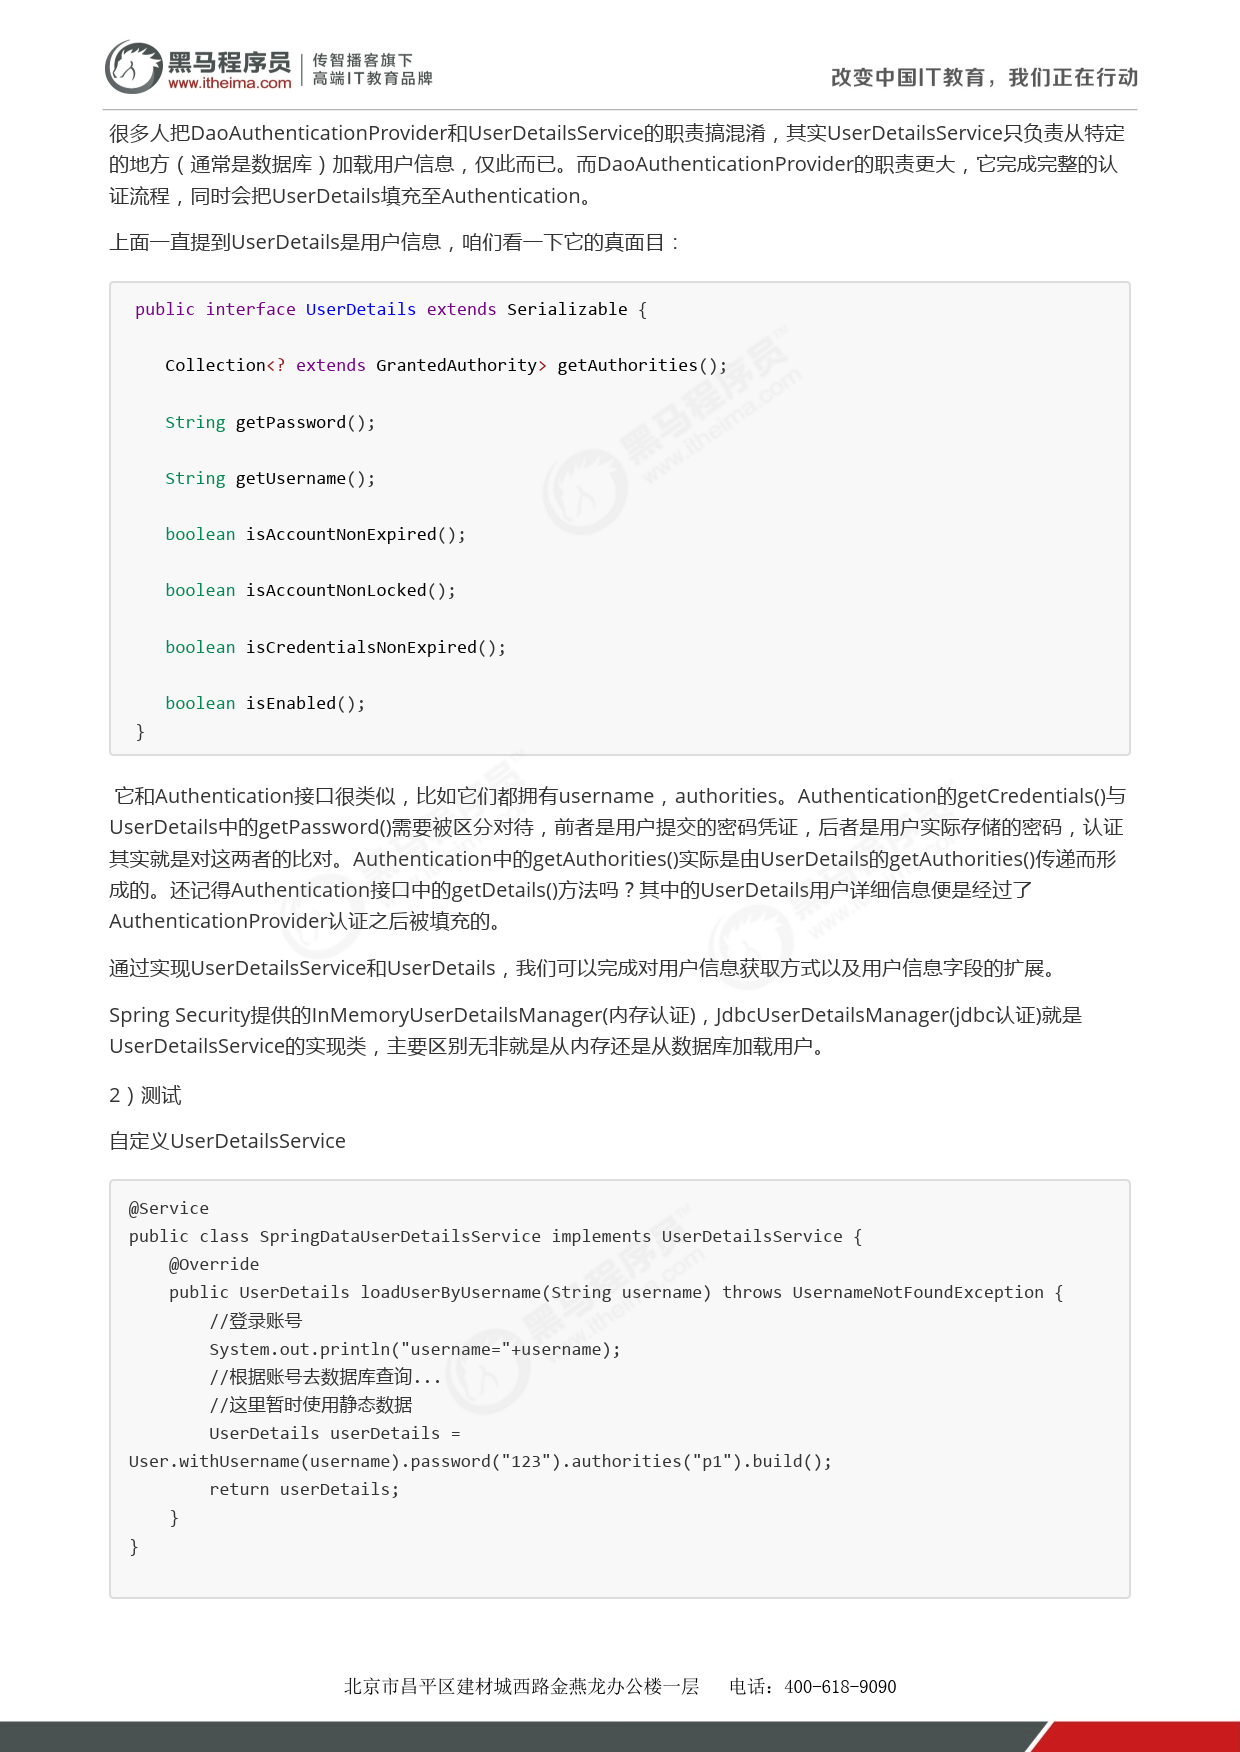 黑马程序员
www.itheima.com
传智播客旗下
高端IT教育品牌
改变中国IT教育，我们正在行动
很多人把DaoAuthenticationProvider和UserDetailsService的职责搞混淆，其实UserDetailsService只负责从特定
的地方（通常是数据库）加载用户信息，仅此而已。而DaoAuthenticationProvider的职责更大，它完成完整的认
证流程，同时会把UserDetails填充至Authentication。
上面一直提到UserDetails是用户信息，咱们看一下它的真面目：
public interface UserDetails extends Serializable {
   Collection<? extends GrantedAuthority> getAuthorities();
   String getPassword();
   String getUsername();
   boolean isAccountNonExpired();
   boolean isAccountNonLocked();
   boolean isCredentialsNonExpired();
   boolean isEnabled();
}
它和Authentication接口很类似，比如它们都拥有username，authorities。Authentication的getCredentials()与
UserDetails中的getPassword()需要被区分对待，前者是用户提交的密码凭证，后者是用户实际存储的密码，认证
其实就是对这两者的比对。Authentication中的getAuthorities()实际是由UserDetails的getAuthorities()传递而形
成的。还记得Authentication接口中的getDetails()方法吗？其中的UserDetails用户详细信息便是经过了
AuthenticationProvider认证之后被填充的。
通过实现UserDetailsService和UserDetails，我们可以完成对用户信息获取方式以及用户信息字段的扩展。
Spring Security提供的InMemoryUserDetailsManager(内存认证)，JdbcUserDetailsManager(jdbc认证)就是
UserDetailsService的实现类，主要区别无非就是从内存还是从数据库加载用户。
2）测试
自定义UserDetailsService
@Service
public class SpringDataUserDetailsService implements UserDetailsService {
    @Override
    public UserDetails loadUserByUsername(String username) throws UsernameNotFoundException {
        //登录账号
        System.out.println("username="+username);
        //根据账号去数据库查询...
        //这里暂时使用静态数据
        UserDetails userDetails =
User.withUsername(username).password("123").authorities("p1").build();
        return userDetails;
    }
}
北京市昌平区建材城西路金燕龙办公楼一层 电话：400-618-9090